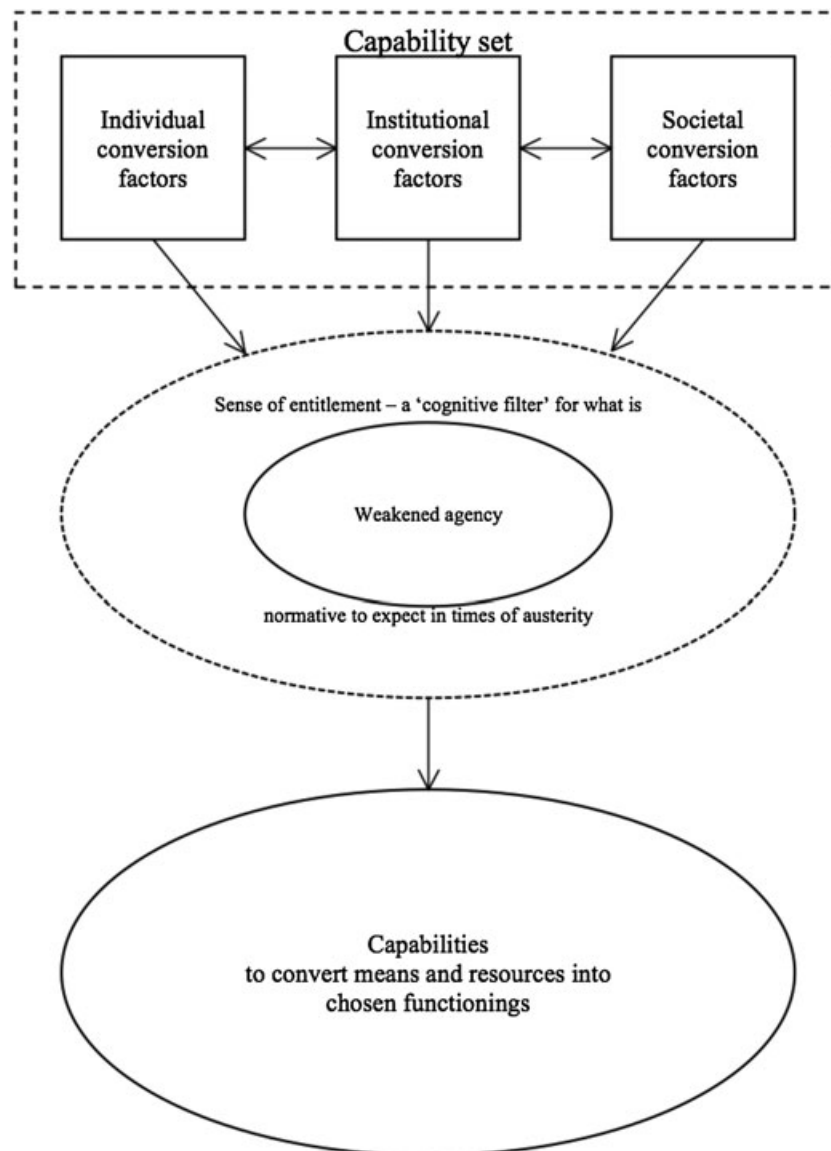 Capability set
Individual
conversion
factors
Institutional
conversion
factors
Societal
conversion
factors
Sense of entitlement – a ‘cognitive filter’ for what is
Weakened agency
normative to expect in times of austerity
Capabilities
to convert means and resources into
chosen functionings